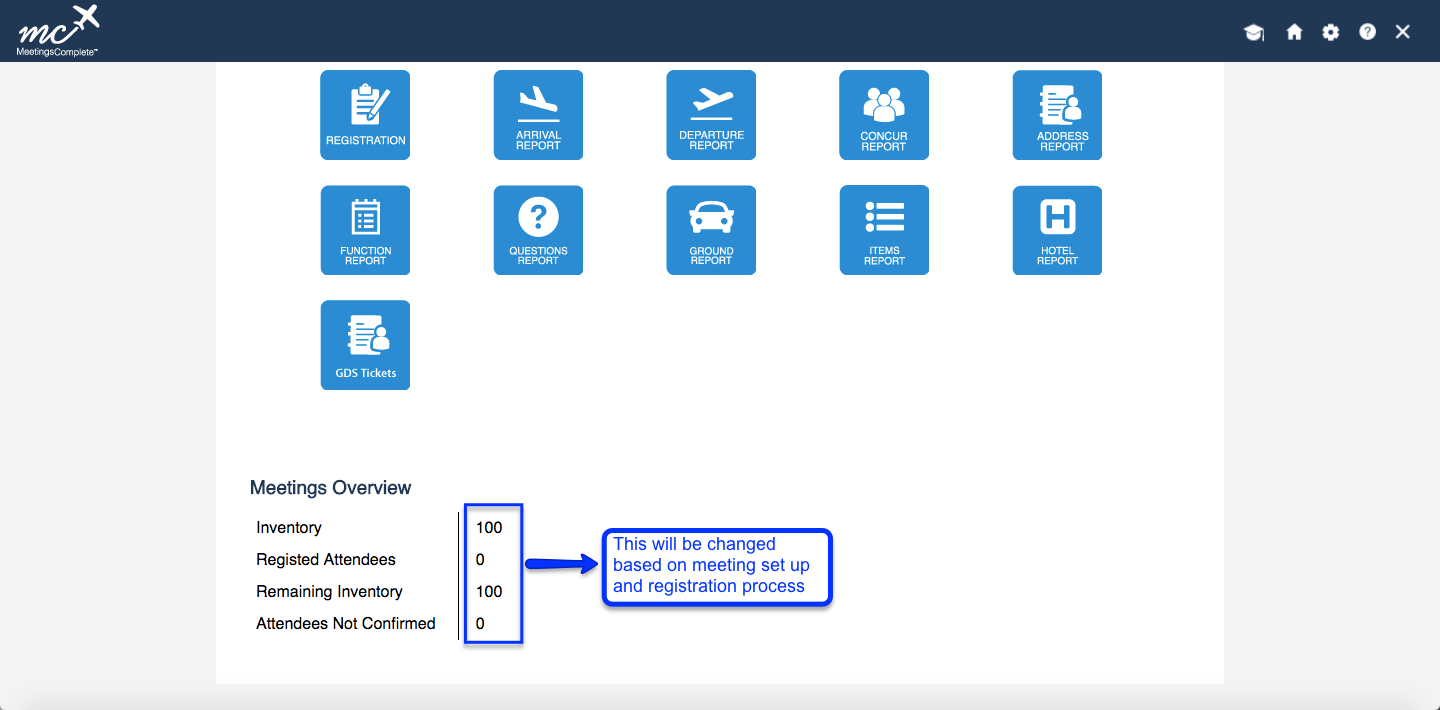 mc
MeetingsComplete™
REGISTRATION
ARRIVAL
REPORT
DEPARTURE
REPORT
CONCUR
REPORT
ADDRESS
REPORT
FUNCTION
REPORT
?
QUESTIONS
REPORT
GROUND
REPORT
ITEMS
REPORT
H
HOTEL
REPORT
GDS Tickets
Meetings Overview
Inventory 100
Registed Attendees 0
Remaining Inventory 100
Attendees Not Confirmed 0
This will be changed
based on meeting set up
and registration process